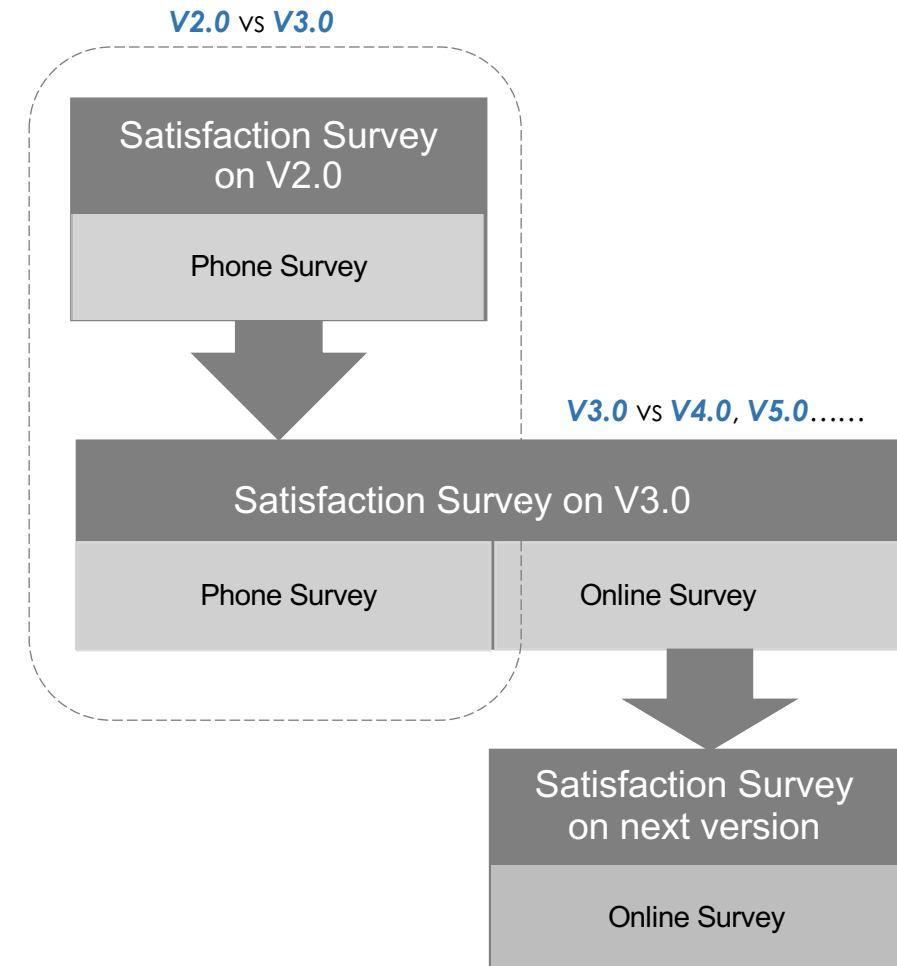 V2.0 vs V3.0
Satisfaction Survey
on V2.0
Phone Survey
V3.0 vs V4.0, V5.0......
Satisfaction Survey on V3.0
Phone Survey
Online Survey
Satisfaction Survey
on next version
Online Survey